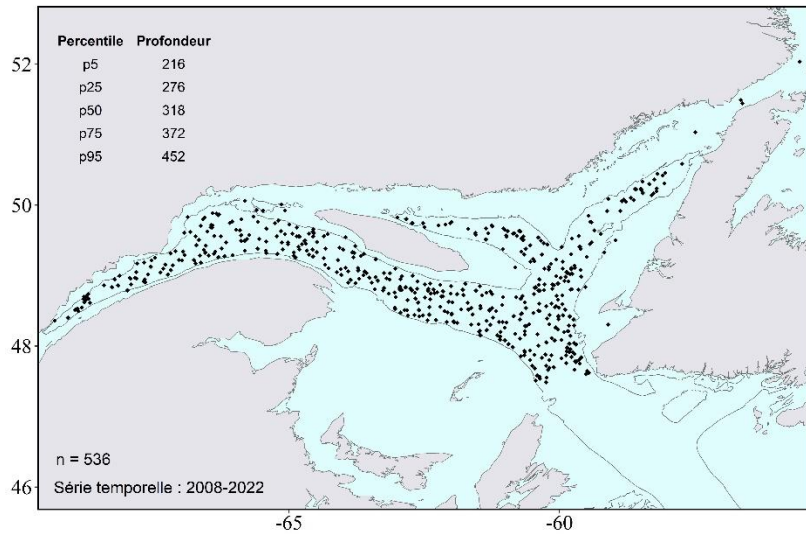 Percentile Profondeur
p5 216
p25 276
p50 318
p75 372
p95 452
52
50
48
46
n = 536
Série temporelle : 2008-2022
-65 -60